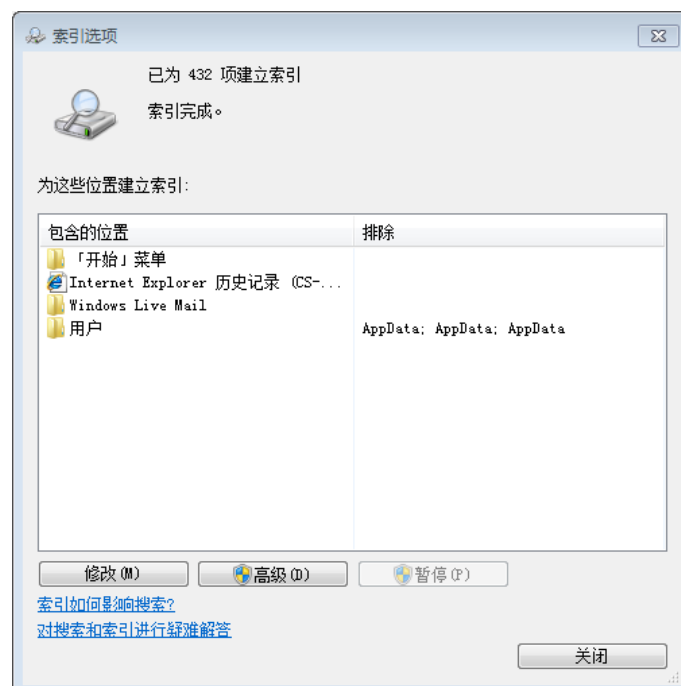 索引选项
已为 432 项建立索引
索引完成。
为这些位置建立索引:
包含的位置 排除
「开始」菜单
Internet Explorer 历史记录 (CS-...
Windows Live Mail
用户 AppData; AppData; AppData
修改(M) 高级(D) 暂停(P)
索引如何影响搜索?
对搜索和索引进行疑难解答
关闭